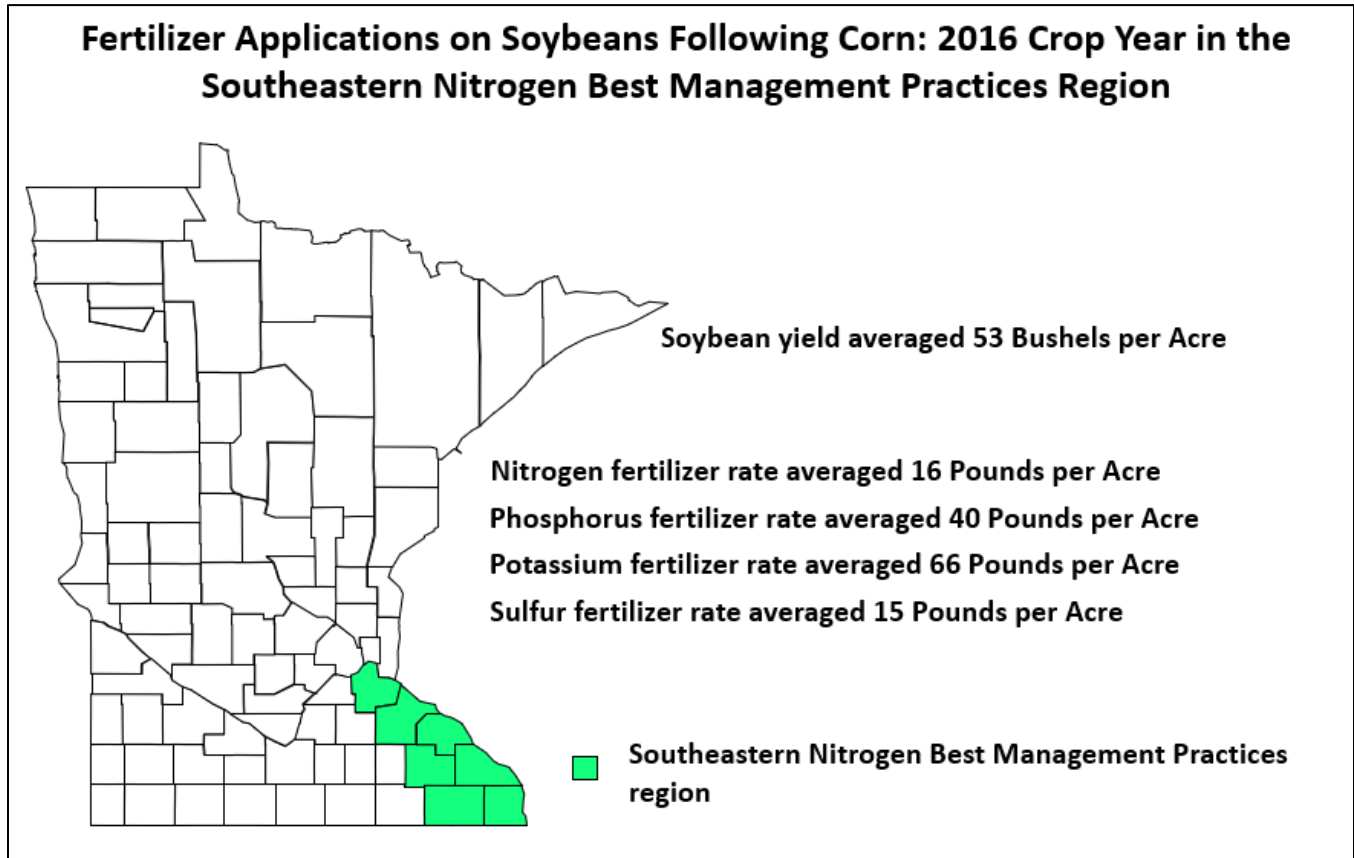 Fertilizer Applications on Soybeans Following Corn: 2016 Crop Year in the
Southeastern Nitrogen Best Management Practices Region
Soybean yield averaged 53 Bushels per Acre
Nitrogen fertilizer rate averaged 16 Pounds per Acre
Phosphorus fertilizer rate averaged 40 Pounds per Acre
Potassium fertilizer rate averaged 66 Pounds per Acre
Sulfur fertilizer rate averaged 15 Pounds per Acre
Southeastern Nitrogen Best Management Practices
region